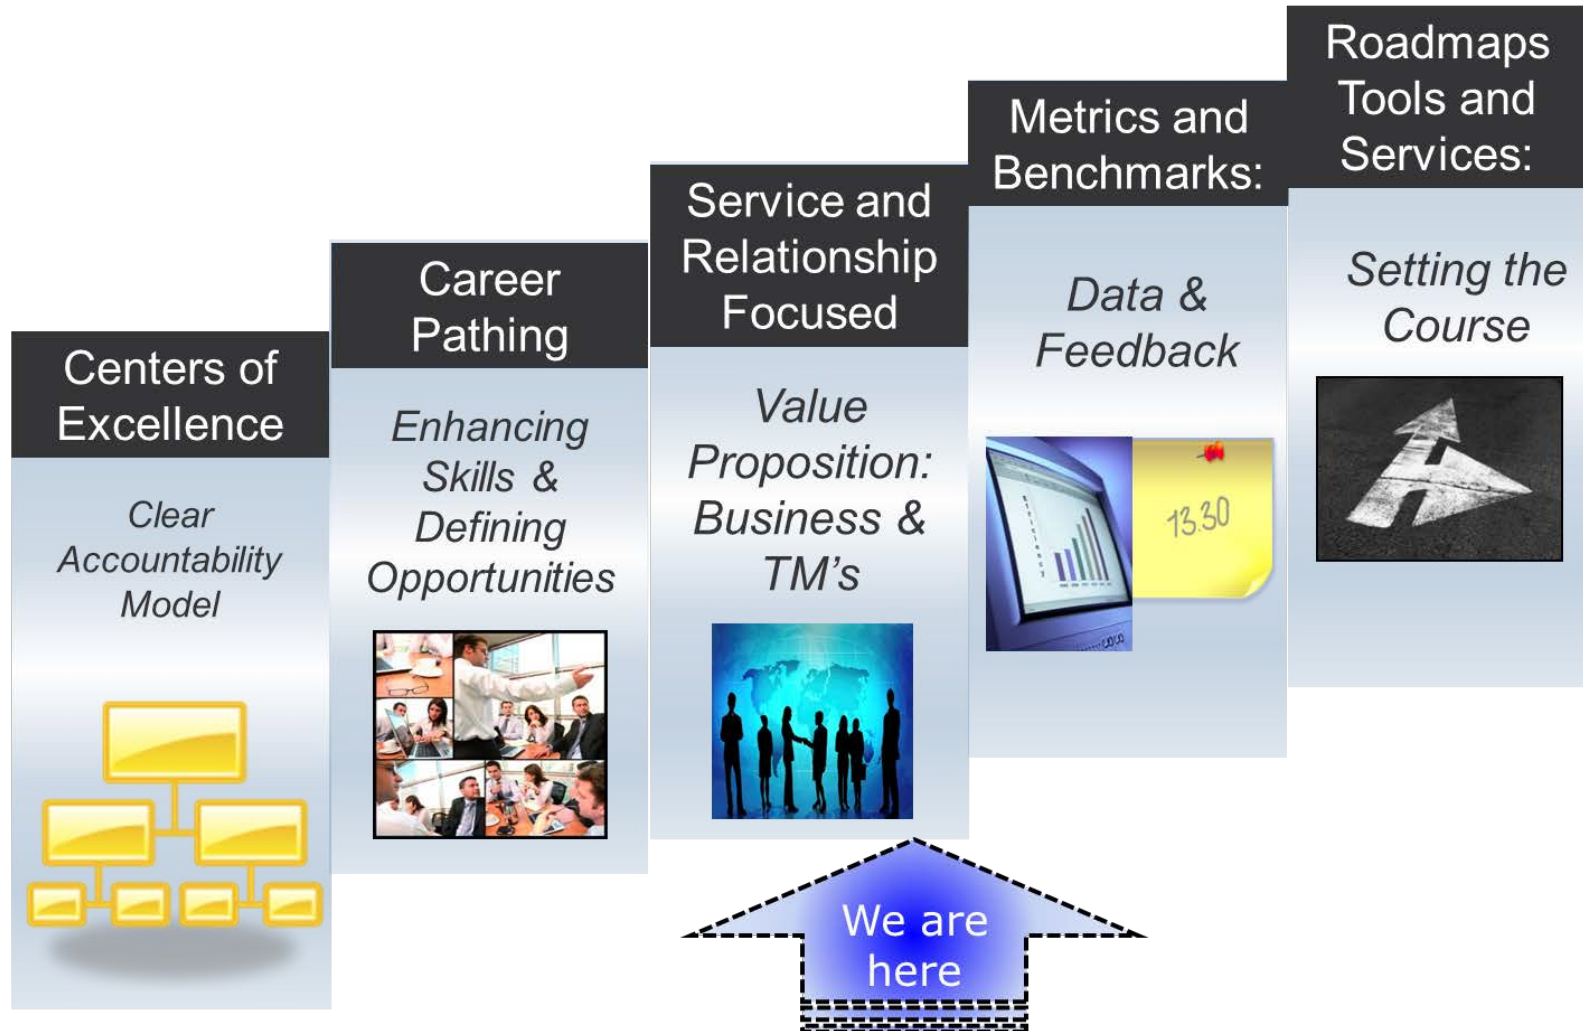 Centers of
Excellence
Clear
Accountability
Model
Career
Pathing
Enhancing
Skills &
Defining
Opportunities
Service and
Relationship
Focused
Value
Proposition:
Business &
TM's
Metrics and
Benchmarks:
Data &
Feedback
13.30
Roadmaps
Tools and
Services:
Setting the
Course
We are
here